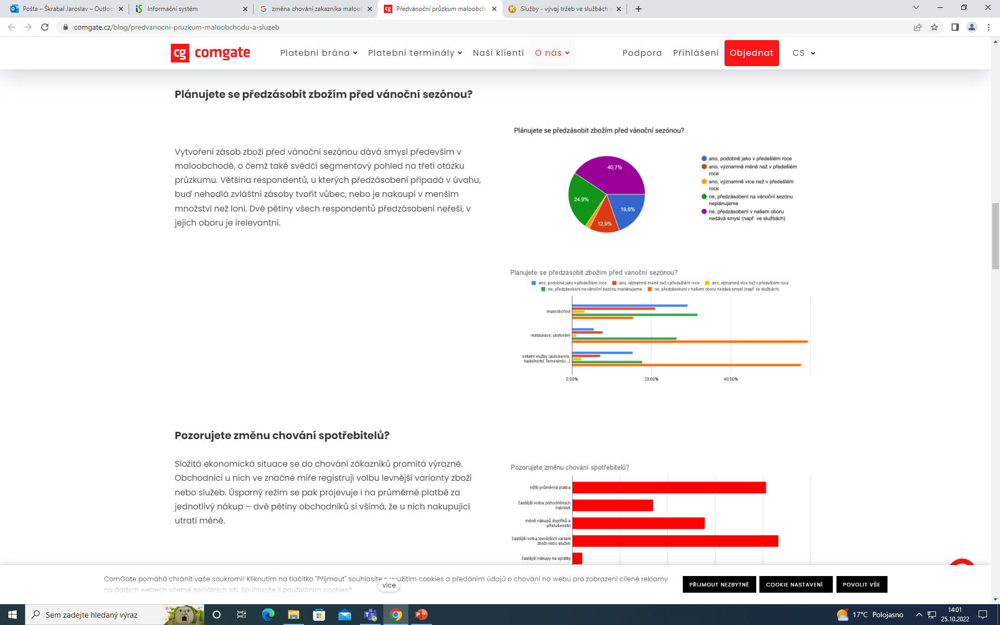 Pošta – Škrabal Jaroslav – Outloo
Informační systém
změna chování zakazníka maloob
Předvánoční průzkum maloobcho
Služby - vývoj tržeb ve službách
comgate.cz/blog/predvanocni-pruzkum-maloobchodu-a-sluzeb
cg comgate
Platební brána
Platební terminály
Naši klienti
O nás
Podpora
Přihlášení
Objednat
CS
Plánujete se předzásobit zbožím před vánoční sezónou?
Vytvoření zásob zboží před vánoční sezónou dává smysl především v
maloobchodě, o čemž také svědčí segmentový pohled na třetí otázku
průzkumu. Většina respondentů, u kterých předzásobení připadá v úvahu,
buď nehodlá zvláštní zásoby tvořit vůbec, nebo je nakoupí v menším
množství než loni. Dvě pětiny všech respondentů předzásobení neřeší, v
jejich oboru je irelevantní.
Plánujete se předzásobit zbožím před vánoční sezónou?
40,7%
24,9%
19,6%
12,9%
ano, podobně jako v předešlém roce
ano, významně méně než v předešlém
roce
ano, významně více než v předešlém
roce
ne, předzásobení na vánoční sezónu
neplánujeme
ne, předzásobení v našem oboru
nedává smysl (např. ve službách)
Plánujete se předzásobit zbožím před vánoční sezónou?
ano, podobně jako v předešlém roce
ano, významně méně než v předešlém roce
ano, významně více než v předešlém roce
ne, předzásobení na vánoční sezónu neplánujeme
ne, předzásobení v našem oboru nedává smysl (např. ve službách)
maloobchod
restaurace, ubytování
ostatní služby (autoservis,
kadeřnictví, řemeslníci...)
0,00%
20,00%
40,00%
Pozorujete změnu chování spotřebitelů?
Složitá ekonomická situace se do chování zákazníků promítá výrazně.
Obchodníci u nich ve značné míře registrují volbu levnější varianty zboží
nebo služeb. Úsporný režim se pak projevuje i na průměrné platbě za
jednotlivý nákup – dvě pětiny obchodníků si všímá, že u nich nakupující
utratí méně.
Pozorujete změnu chování spotřebitelů?
nižší průměrná platba
častější volba zvýhodněných
nabídek
méně nákupů doplňků a
příslušenství
častější volba levnějších variant
zboží nebo služeb
častější nákupy na splátky
ComGate pomáhá chránit vaše soukromí! Kliknutím na tlačítko "Přijmout" souhlasíte s využitím cookies a předáním údajů o chování na webu pro zobrazení cílené reklamy
na dalších webech včetně sociálních sítí. Souhlasíte s používáním cookies?
více
PŘIJMOUT NEZBYTNÉ
COOKIE NASTAVENÍ
POVOLIT VŠE
Sem zadejte hledaný výraz
17°C Polojasno
14:01
25.10.2022